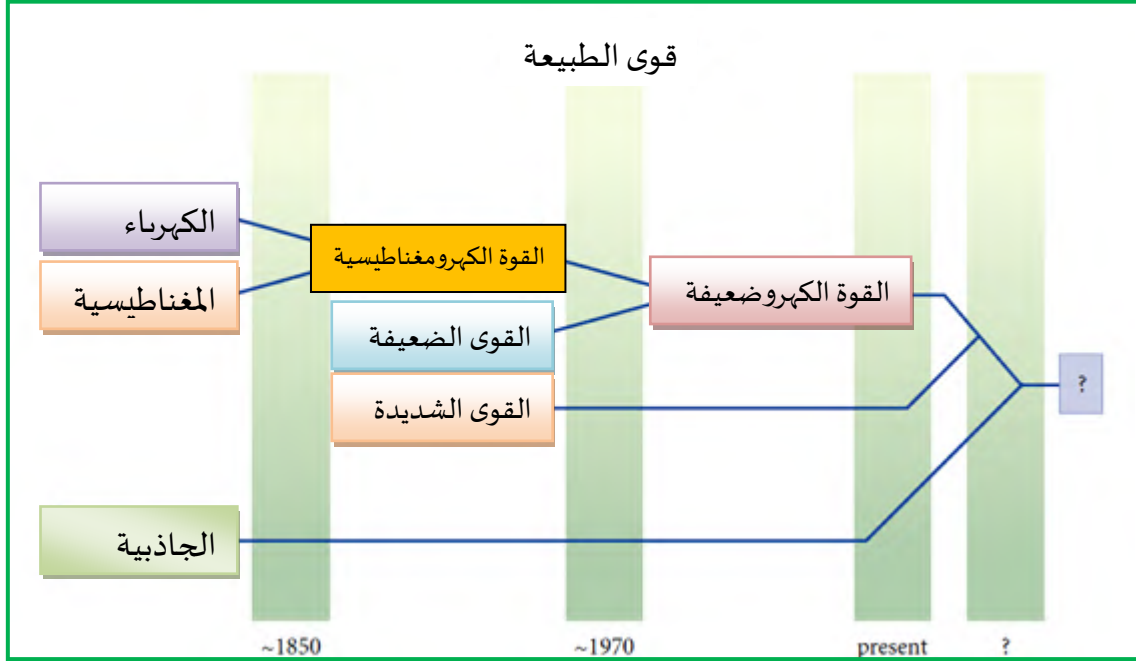 قوى الطبيعة
الكهرباء
المغناطيسية
القوة الكهرومغناطيسية
القوى الضعيفة
القوى الشديدة
القوة الكهروضعيفة
الجاذبية
?
~1850
~1970
present
?